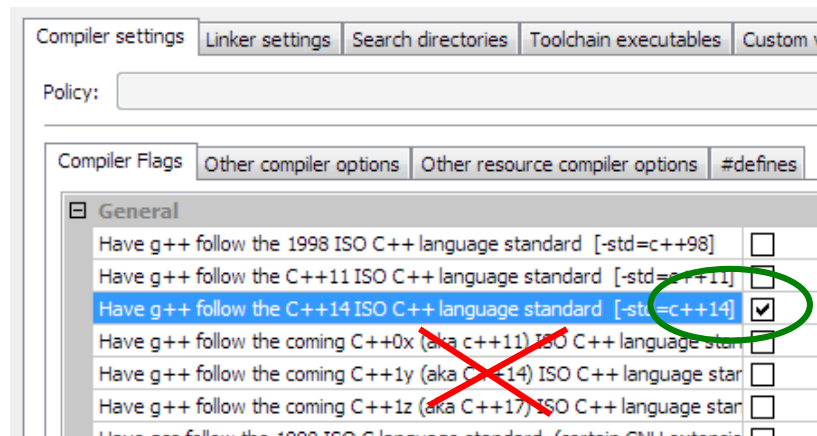 Compiler settings Linker settings Search directories Toolchain executables Custom
Policy:
Compiler Flags Other compiler options Other resource compiler options #defines
General
Have g++ follow the 1998 ISO C++ language standard [-std=c++98]
Have g++ follow the C++11 ISO C++ language standard [-std=c++11]
Have g++ follow the C++14 ISO C++ language standard [-std=c++14]
Have g++ follow the coming C++0x (aka c++11) ISO C++ language stan
Have g++ follow the coming C++1y (aka C++14) ISO C++ language star
Have g++ follow the coming C++1z (aka C++17) ISO C++ language star